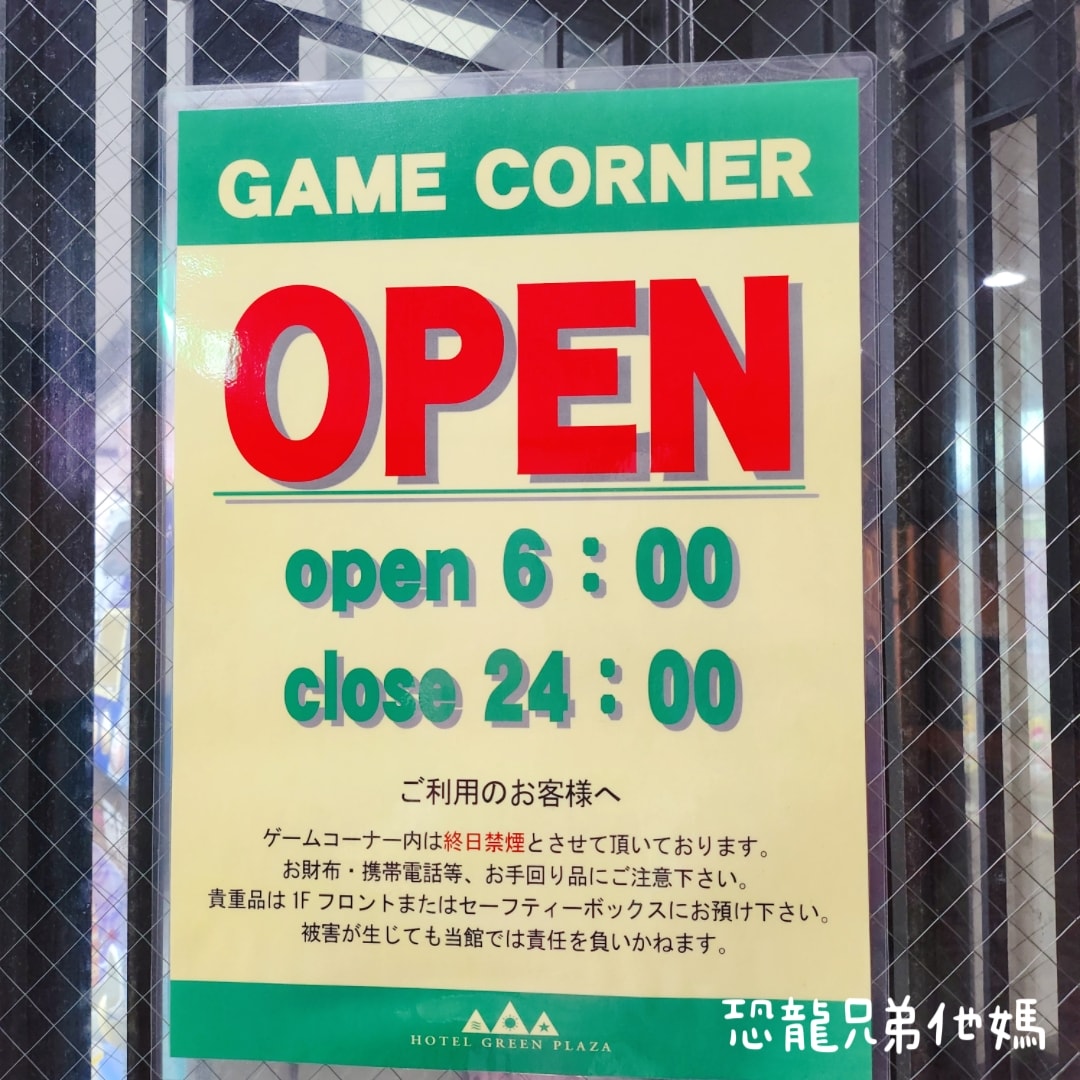 GAME CORNER
OPEN
open 6:00
close 24:00
ご利用のお客様へ
ゲームコーナー内は終日禁煙とさせて頂いております。
お財布・携帯電話等、お手回り品にご注意下さい。
貴重品は1Fフロントまたはセーフティーボックスにお預け下さい。
被害が生じても当館では責任を負いかねます。
HOTEL GREEN PLAZA
恐龍兄弟他媽